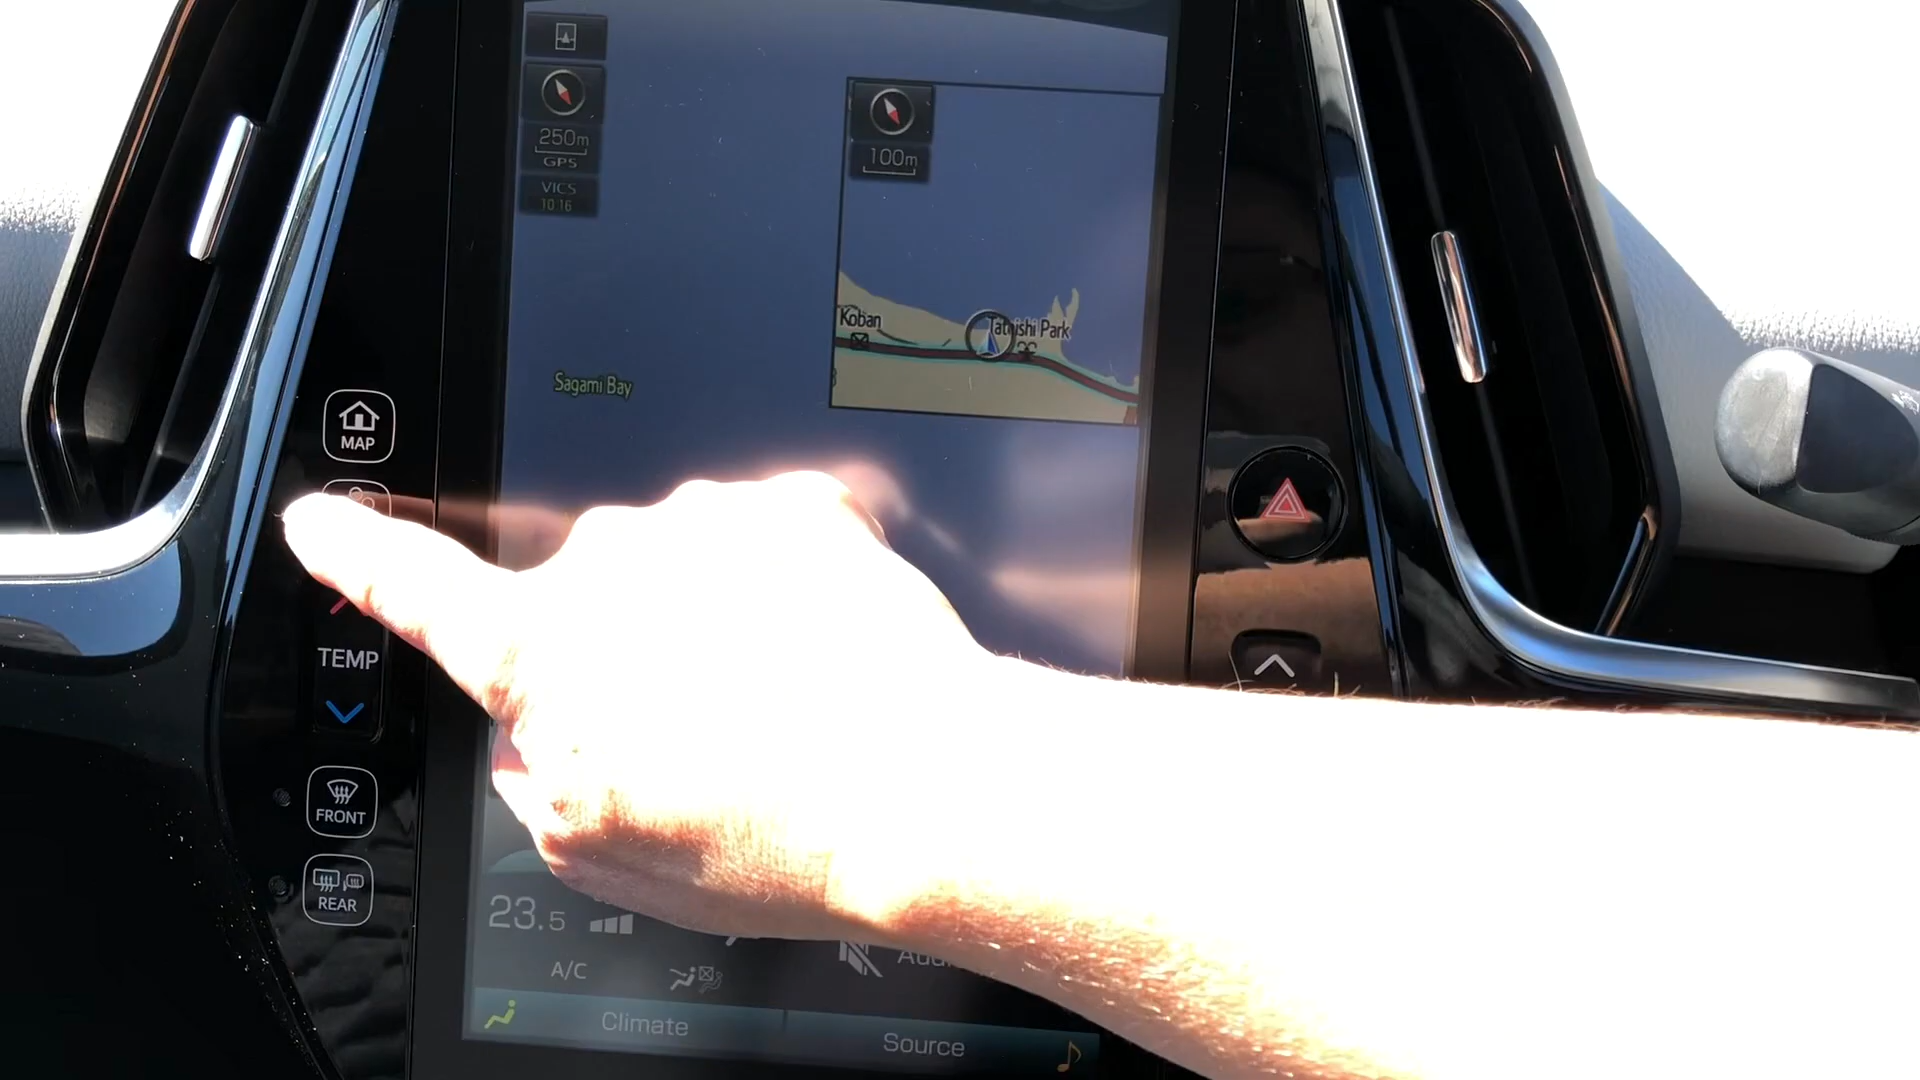 250m
GPS
VICS
10:16
100m
Koban
Sagami Bay
MAP
TEMP
FRONT
REAR
23.5
A/C
Climate
Source